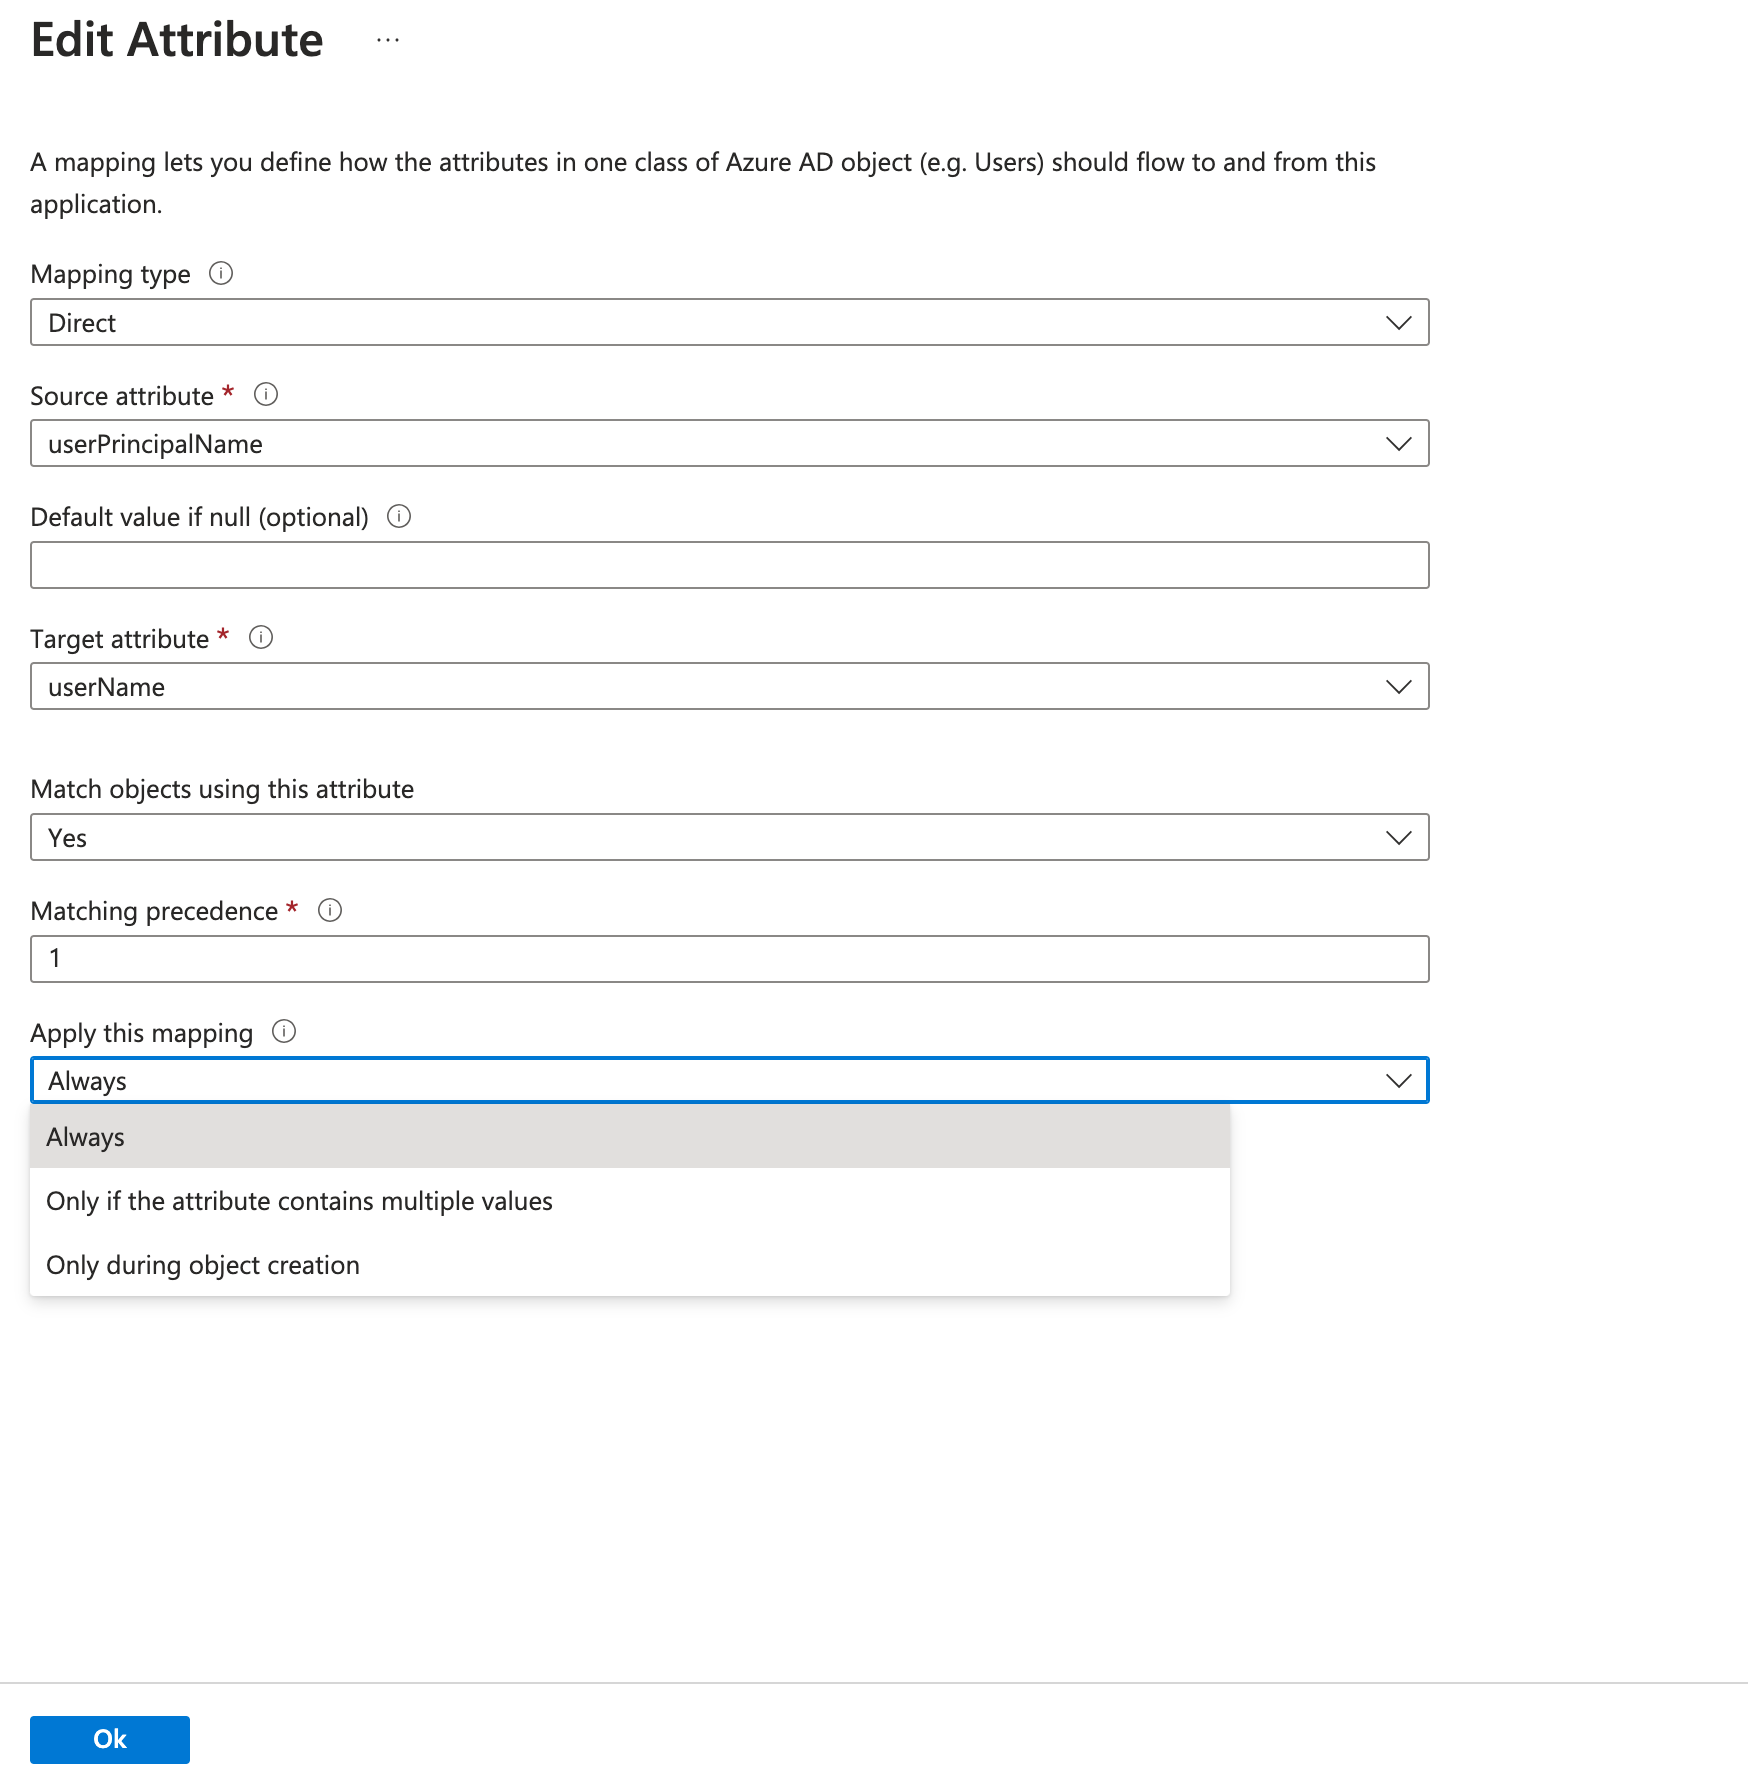 Edit Attribute ...
A mapping lets you define how the attributes in one class of Azure AD object (e.g. Users) should flow to and from this
application.
Mapping type
Direct
Source attribute *
userPrincipalName
Default value if null (optional)
Target attribute *
userName
Match objects using this attribute
Yes
Matching precedence *
1
Apply this mapping
Always
Always
Only if the attribute contains multiple values
Only during object creation
Ok